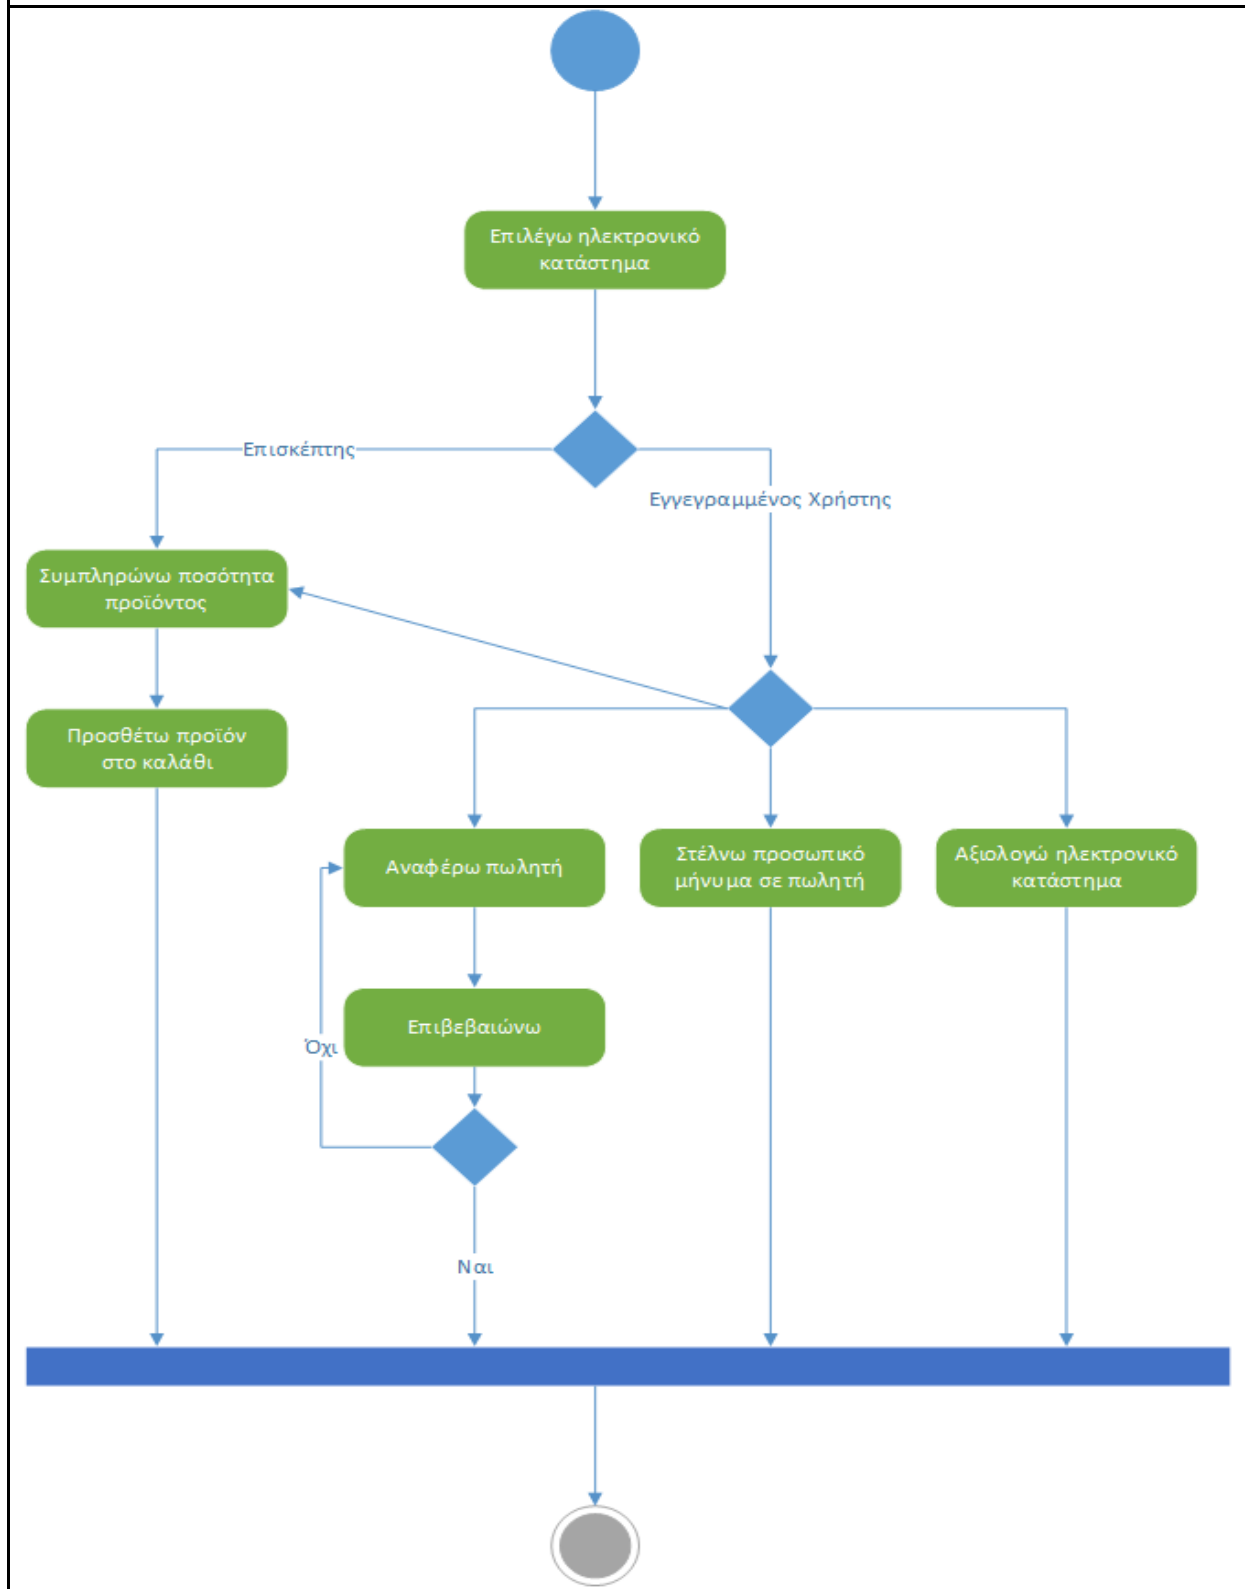 Επιλέγω ηλεκτρονικό
κατάστημα
Επισκέπτης
Εγγεγραμμένος Χρήστης
Συμπληρώνω ποσότητα
προϊόντος
Προσθέτω προϊόν
στο καλάθι
Αναφέρω πωλητή
Στέλνω προσωπικό
μήνυμα σε πωλητή
Αξιολογώ ηλεκτρονικό
κατάστημα
Επιβεβαιώνω
Όχι
Ναι